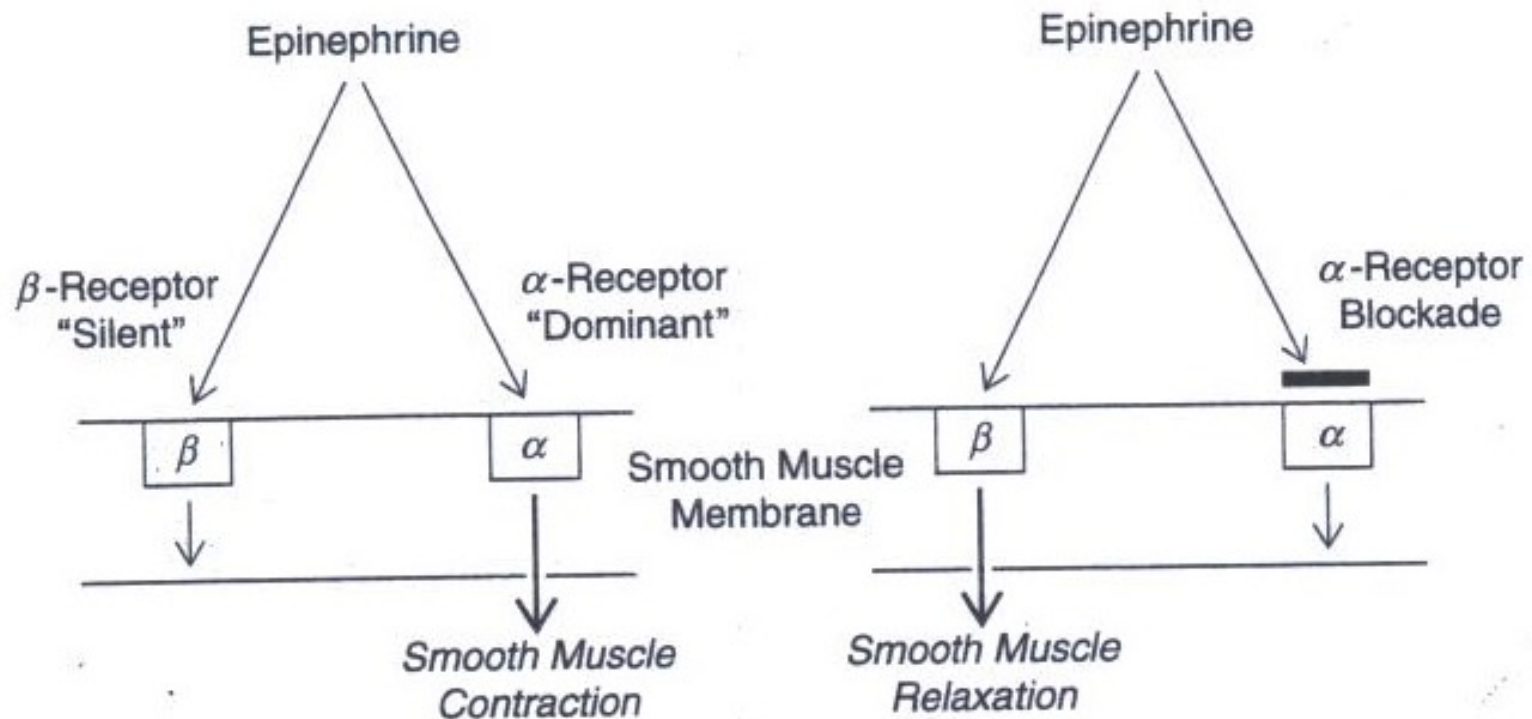 Epinephrine
β-Receptor
"Silent"
α-Receptor
"Dominant"
β
α
Smooth Muscle
Contraction
Smooth Muscle
Membrane
Epinephrine
α-Receptor
Blockade
β
α
Smooth Muscle
Relaxation